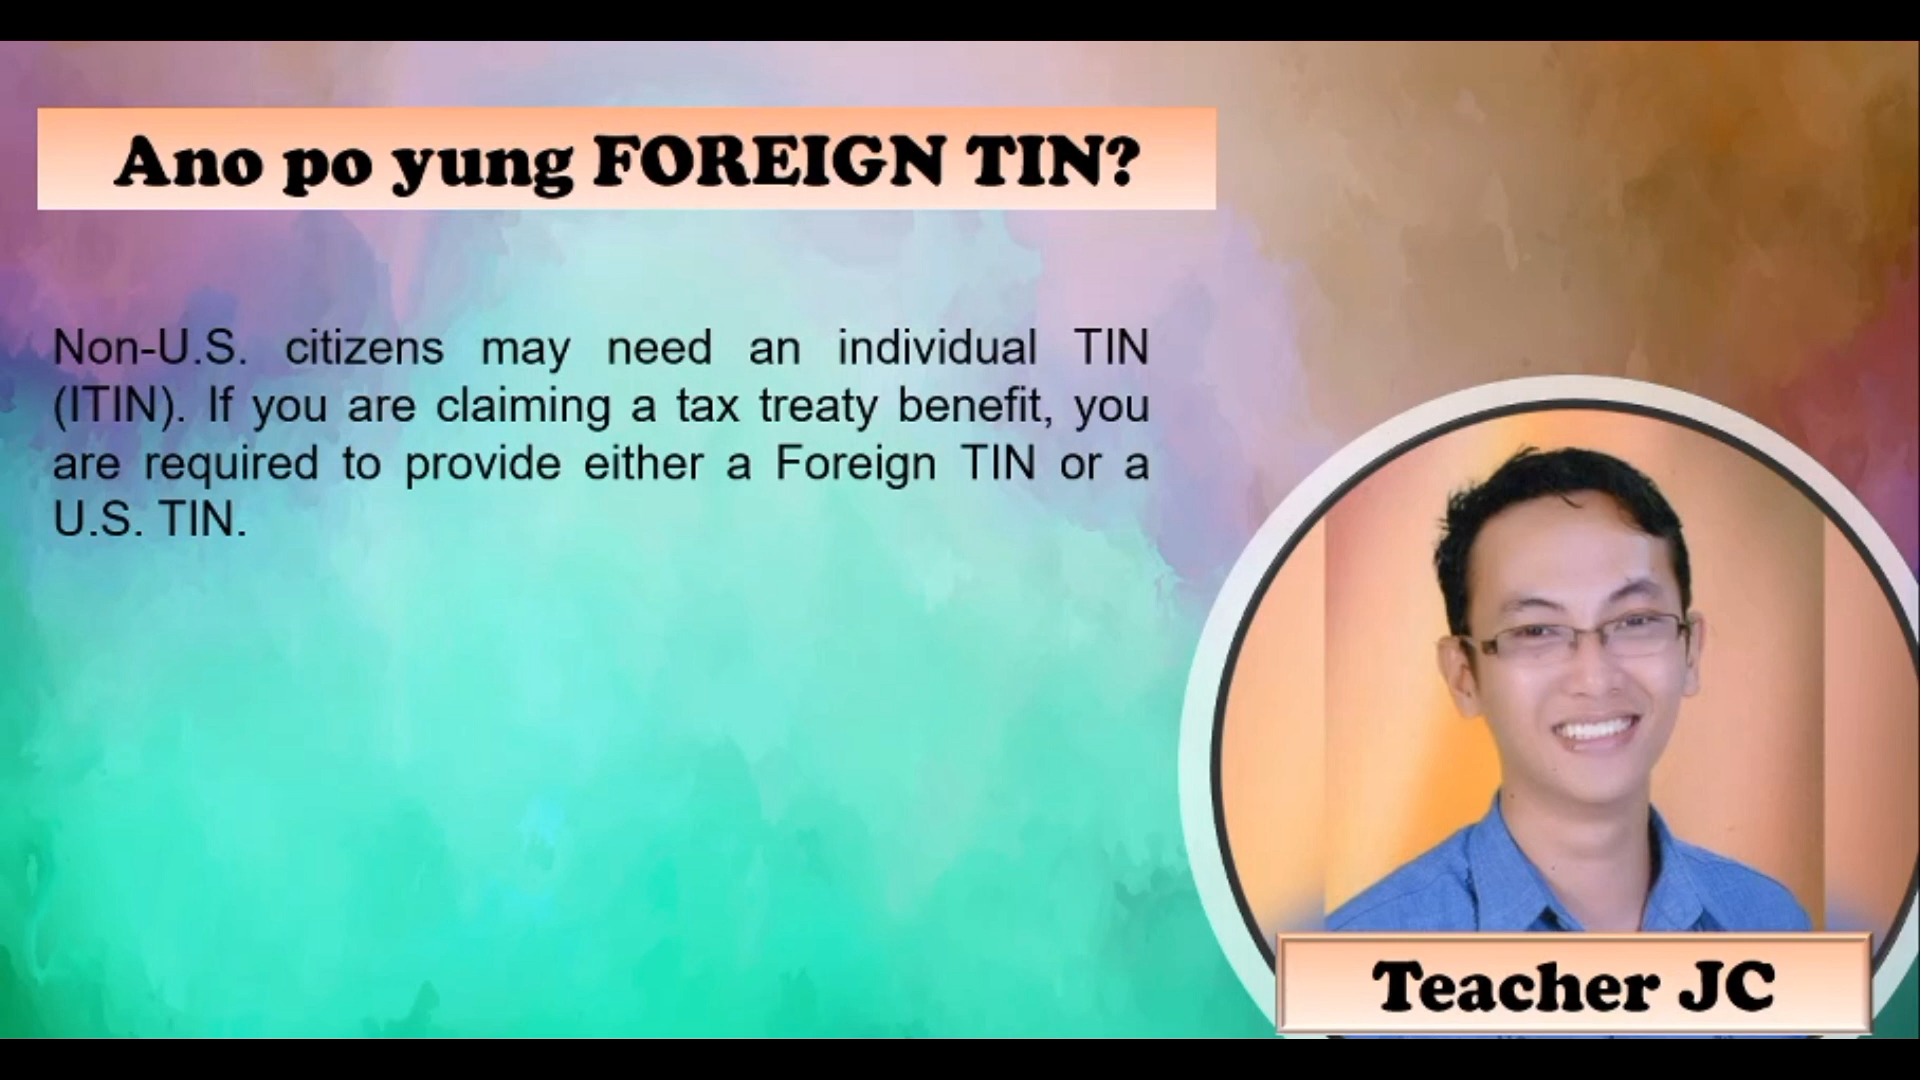 Ano po yung FOREIGN TIN?
Non-U.S. citizens may need an individual TIN
(ITIN). If you are claiming a tax treaty benefit, you
are required to provide either a Foreign TIN or a
U.S. TIN.
Teacher JC